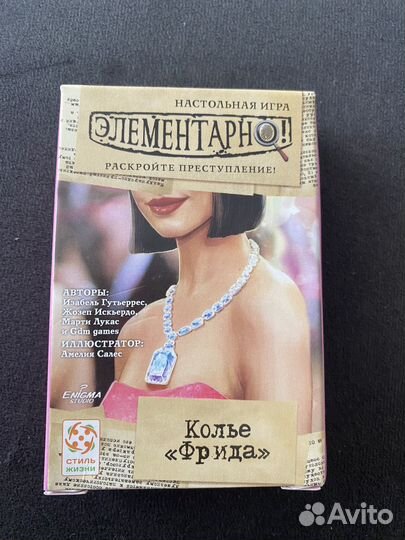 НАСТОЛЬНАЯ ИГРА
ЭЛЕМЕНТАРНО!
РАСКРОЙТЕ ПРЕСТУПЛЕНИЕ!
АВТОРЫ:
Изабель Гутьеррес,
Жозеп Искьердо,
Марти Лукас
и Gdm games
ИЛЛЮСТРАТОР:
Амелия Салес
ENIGMA
STUDIO
СТИЛЬ
ЖИЗНИ
Колье
«Фрида»
Avito